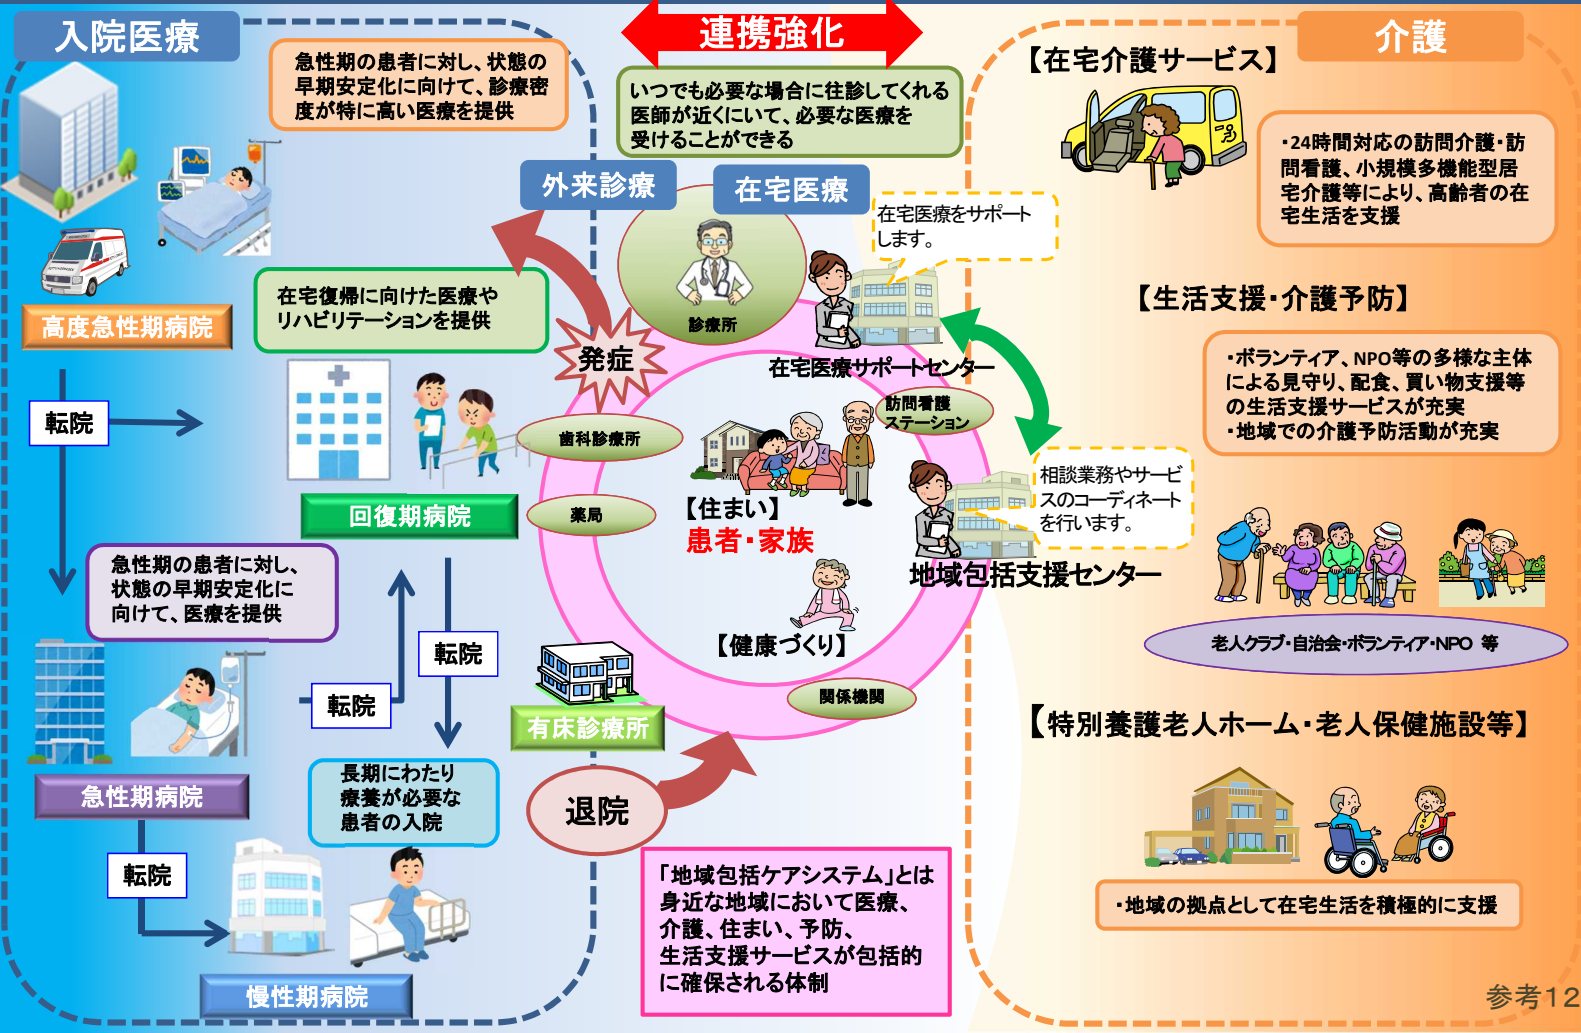 入院医療
連携強化
介護
急性期の患者に対し、状態の
早期安定化に向けて、診療密
度が特に高い医療を提供
いつでも必要な場合に往診してくれる
医師が近くにいて、必要な医療を
受けることができる
【在宅介護サービス】
・24時間対応の訪問介護・訪
問看護、小規模多機能型居
宅介護等により、高齢者の在
宅生活を支援
外来診療
在宅医療
在宅医療をサポート
します。
高度急性期病院
在宅復帰に向けた医療や
リハビリテーションを提供
診療所
発症
在宅医療サポートセンター
【生活支援・介護予防】
・ボランティア、NPO等の多様な主体
による見守り、配食、買い物支援等
の生活支援サービスが充実
・地域での介護予防活動が充実
転院
歯科診療所
訪問看護
ステーション
相談業務やサービ
スのコーディネート
を行います。
回復期病院
薬局
【住まい】
患者・家族
地域包括支援センター
急性期の患者に対し、
状態の早期安定化に
向けて、医療を提供
転院
転院
【健康づくり】
老人クラブ・自治会・ボランティア・NPO 等
関係機関
有床診療所
【特別養護老人ホーム・老人保健施設等】
急性期病院
長期にわたり
療養が必要な
患者の入院
退院
転院
「地域包括ケアシステム」とは
身近な地域において医療、
介護、住まい、予防、
生活支援サービスが包括的
に確保される体制
・地域の拠点として在宅生活を積極的に支援
慢性期病院
参考12